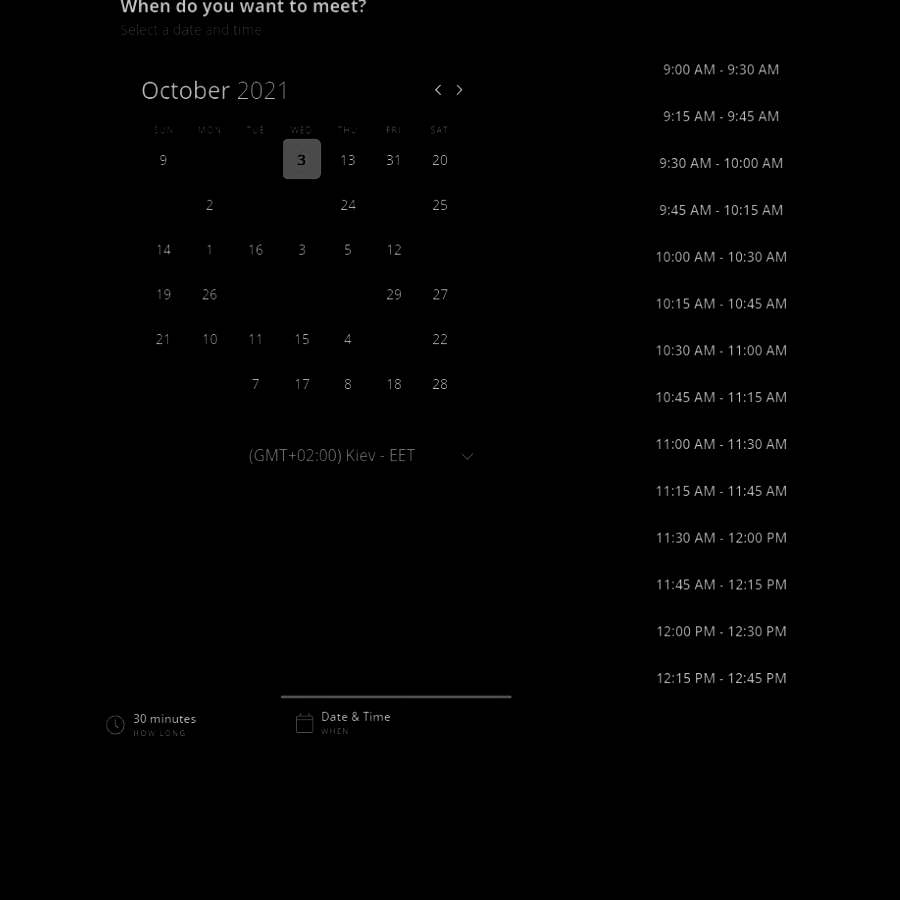 When do you want to meet?
Select a date and time
October 2021
SUN MON TUE WED THU FRI SAT
9 3 13 31 20
2 24 25
14 1 16 3 5 12
19 26 29 27
21 10 11 15 4 22
7 17 8 18 28
(GMT+02:00) Kiev - EET
9:00 AM - 9:30 AM
9:15 AM - 9:45 AM
9:30 AM - 10:00 AM
9:45 AM - 10:15 AM
10:00 AM - 10:30 AM
10:15 AM - 10:45 AM
10:30 AM - 11:00 AM
10:45 AM - 11:15 AM
11:00 AM - 11:30 AM
11:15 AM - 11:45 AM
11:30 AM - 12:00 PM
11:45 AM - 12:15 PM
12:00 PM - 12:30 PM
12:15 PM - 12:45 PM
30 minutes
HOW LONG
Date & Time
WHEN